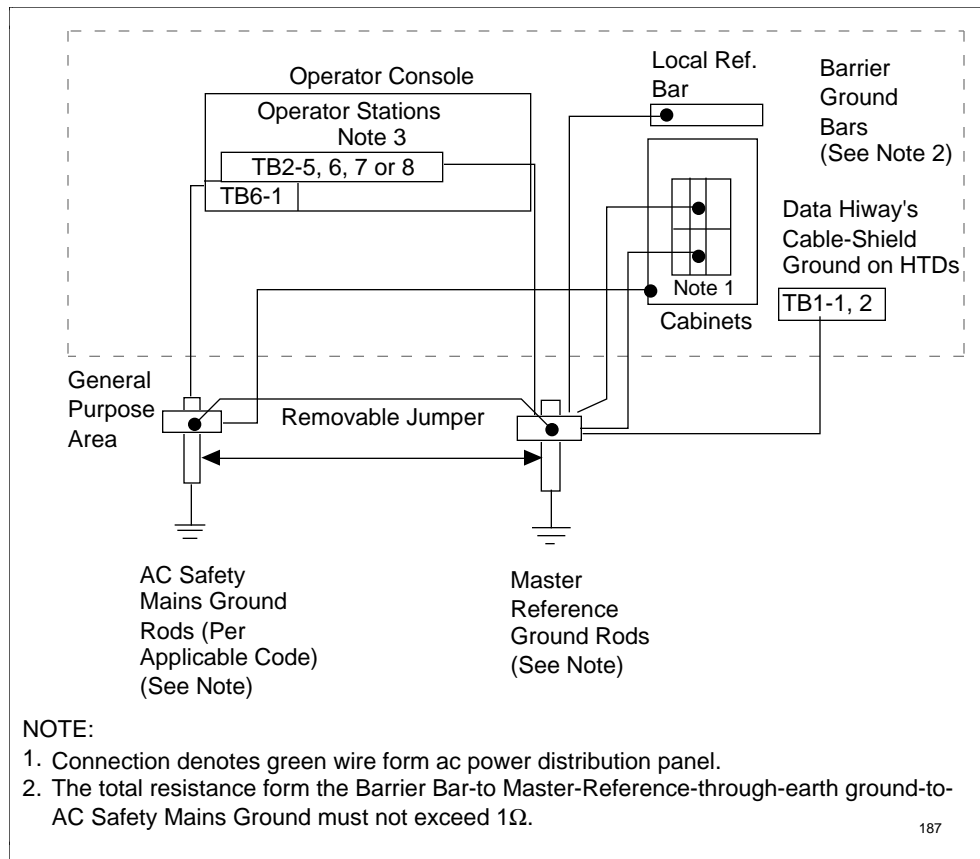 Operator Console
Operator Stations
Note 3
TB2-5, 6, 7 or 8
TB6-1
Local Ref.
Bar
Barrier
Ground
Bars
(See Note 2)
Note 1
Cabinets
Data Hiway's
Cable-Shield
Ground on HTDs
TB1-1, 2
General
Purpose
Area
Removable Jumper
AC Safety
Mains Ground
Rods (Per
Applicable Code)
(See Note)
Master
Reference
Ground Rods
(See Note)
NOTE:
1. Connection denotes green wire form ac power distribution panel.
2. The total resistance form the Barrier Bar-to Master-Reference-through-earth ground-to-
AC Safety Mains Ground must not exceed 1Ω.
187